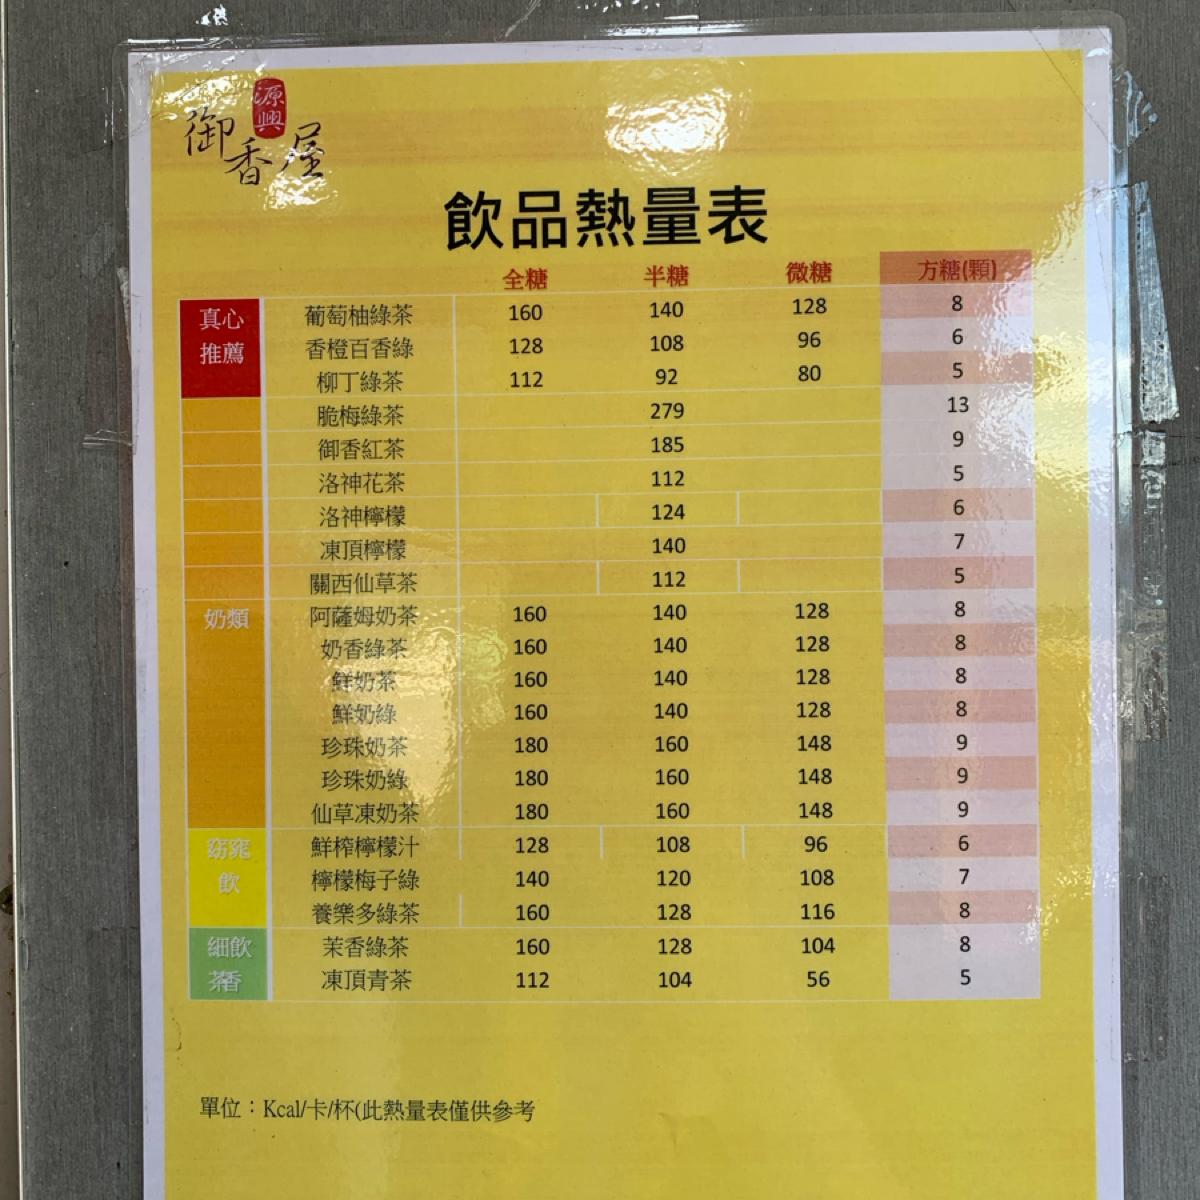 源興
御香屋
飲品熱量表
全糖 半糖 微糖 方糖(顆)
真心推薦 葡萄柚綠茶 160 140 128 8
香橙百香綠 128 108 96 6
柳丁綠茶 112 92 80 5
脆梅綠茶 279 13
御香紅茶 185 9
洛神花茶 112 5
洛神檸檬 124 6
凍頂檸檬 140 7
關西仙草茶 112 5
奶類 阿薩姆奶茶 160 140 128 8
奶香綠茶 160 140 128 8
鮮奶茶 160 140 128 8
鮮奶綠 160 140 128 8
珍珠奶茶 180 160 148 9
珍珠奶綠 180 160 148 9
仙草凍奶茶 180 160 148 9
窈窕飲 鮮榨檸檬汁 128 108 96 6
檸檬梅子綠 140 120 108 7
養樂多綠茶 160 128 116 8
細飲茶香 茉香綠茶 160 128 104 8
凍頂青茶 112 104 56 5
單位：Kcal/卡/杯(此熱量表僅供參考